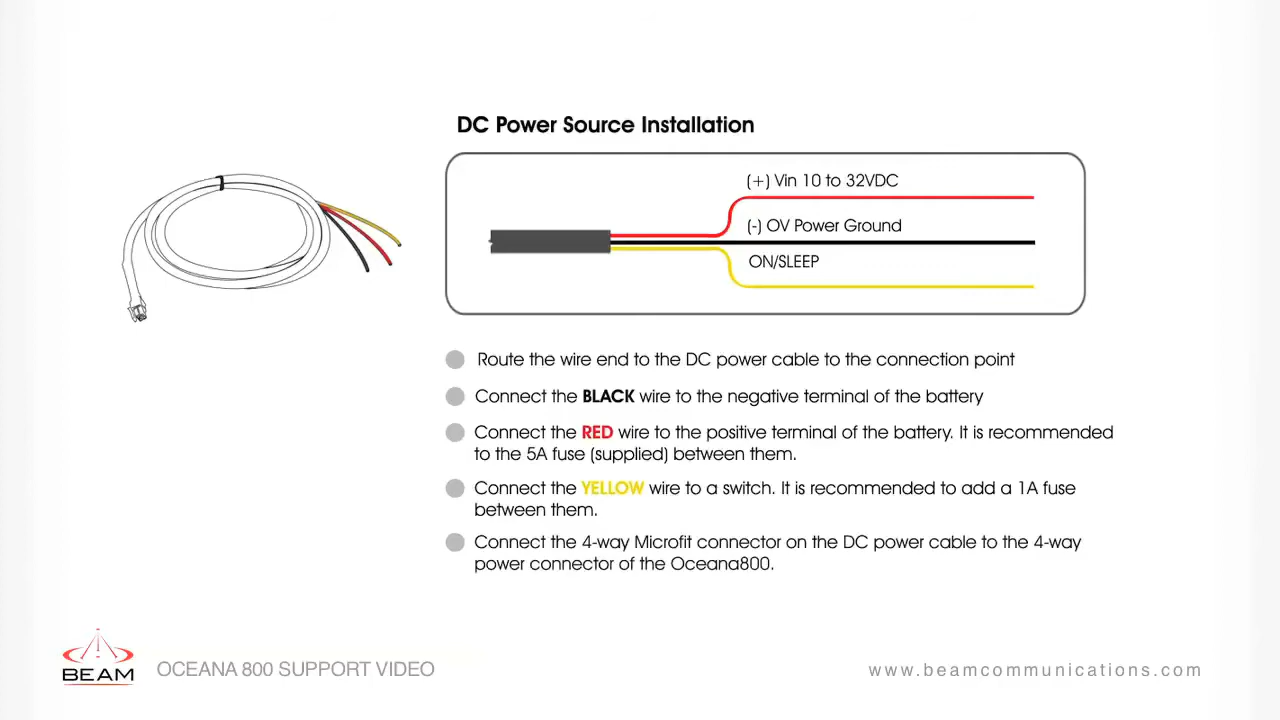 DC Power Source Installation
(+) Vin 10 to 32VDC
(-) OV Power Ground
ON/SLEEP
Route the wire end to the DC power cable to the connection point
Connect the BLACK wire to the negative terminal of the battery
Connect the RED wire to the positive terminal of the battery. It is recommended
to the 5A fuse (supplied) between them.
Connect the YELLOW wire to a switch. It is recommended to add a 1A fuse
between them.
Connect the 4-way Microfit connector on the DC power cable to the 4-way
power connector of the Oceana800.
BEAM
OCEANA 800 SUPPORT VIDEO
www.beamcommunications.com